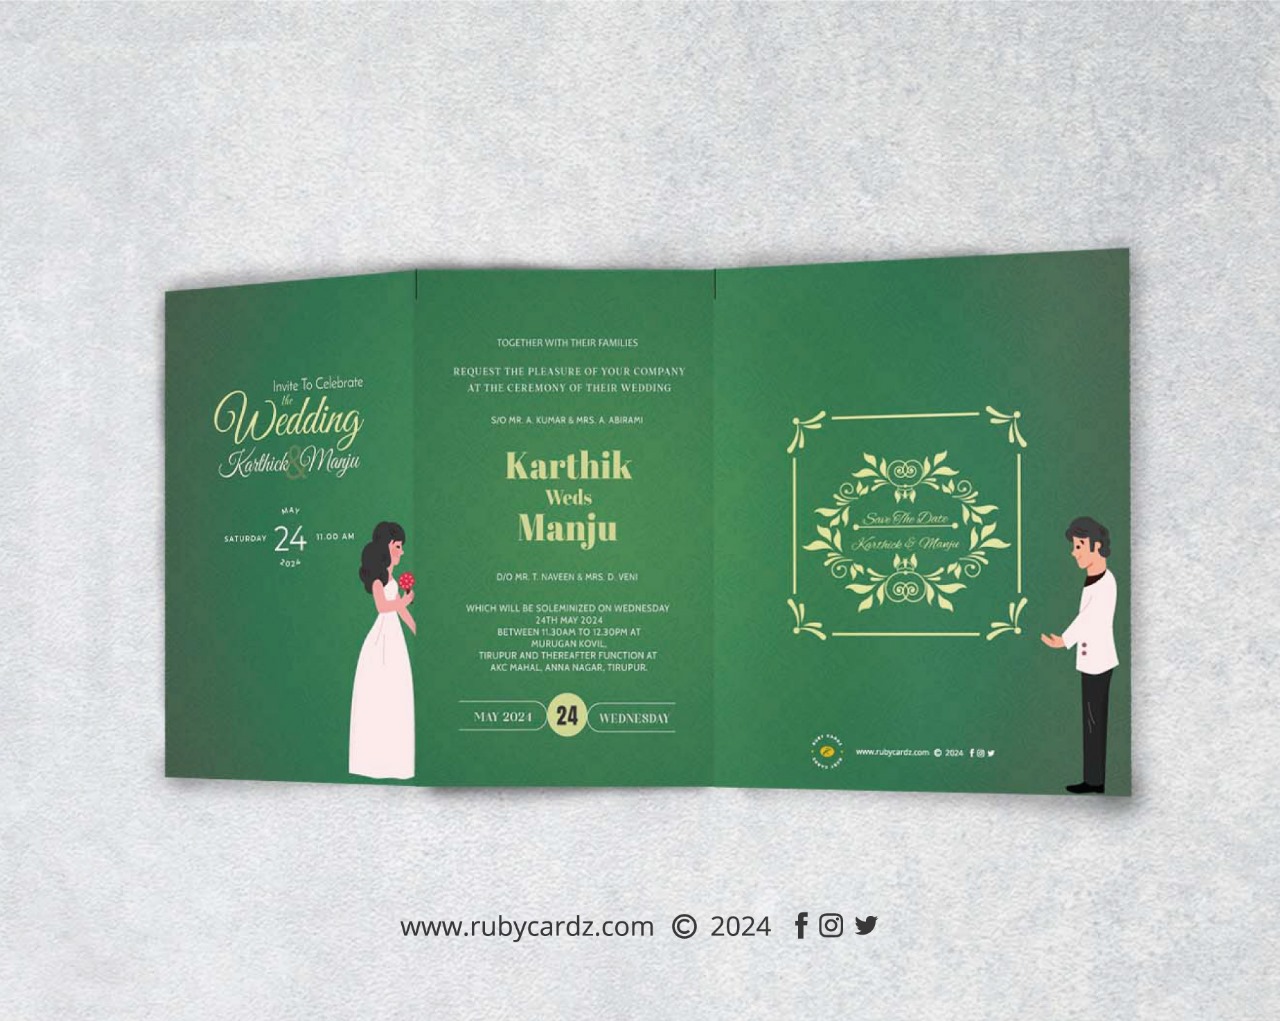 Invite To Celebrate
the
Wedding
Karthick & Manju
MAY
SATURDAY 24 11.00 AM
2024
TOGETHER WITH THEIR FAMILIES
REQUEST THE PLEASURE OF YOUR COMPANY
AT THE CEREMONY OF THEIR WEDDING
S/O MR. A. KUMAR & MRS. A. ABIRAMI
Karthik
Weds
Manju
D/O MR. T. NAVEEN & MRS. D. VENI
WHICH WILL BE SOLEMINIZED ON WEDNESDAY
24TH MAY 2024
BETWEEN 11.30AM TO 12.30PM AT
MURUGAN KOVIL,
TIRUPUR AND THEREAFTER FUNCTION AT
AKC MAHAL, ANNA NAGAR, TIRUPUR.
MAY 2024 24 WEDNESDAY
Save The Date
Karthick & Manju
RUBY CARDZ
RUBY CARDZ
www.rubycardz.com © 2024
www.rubycardz.com © 2024